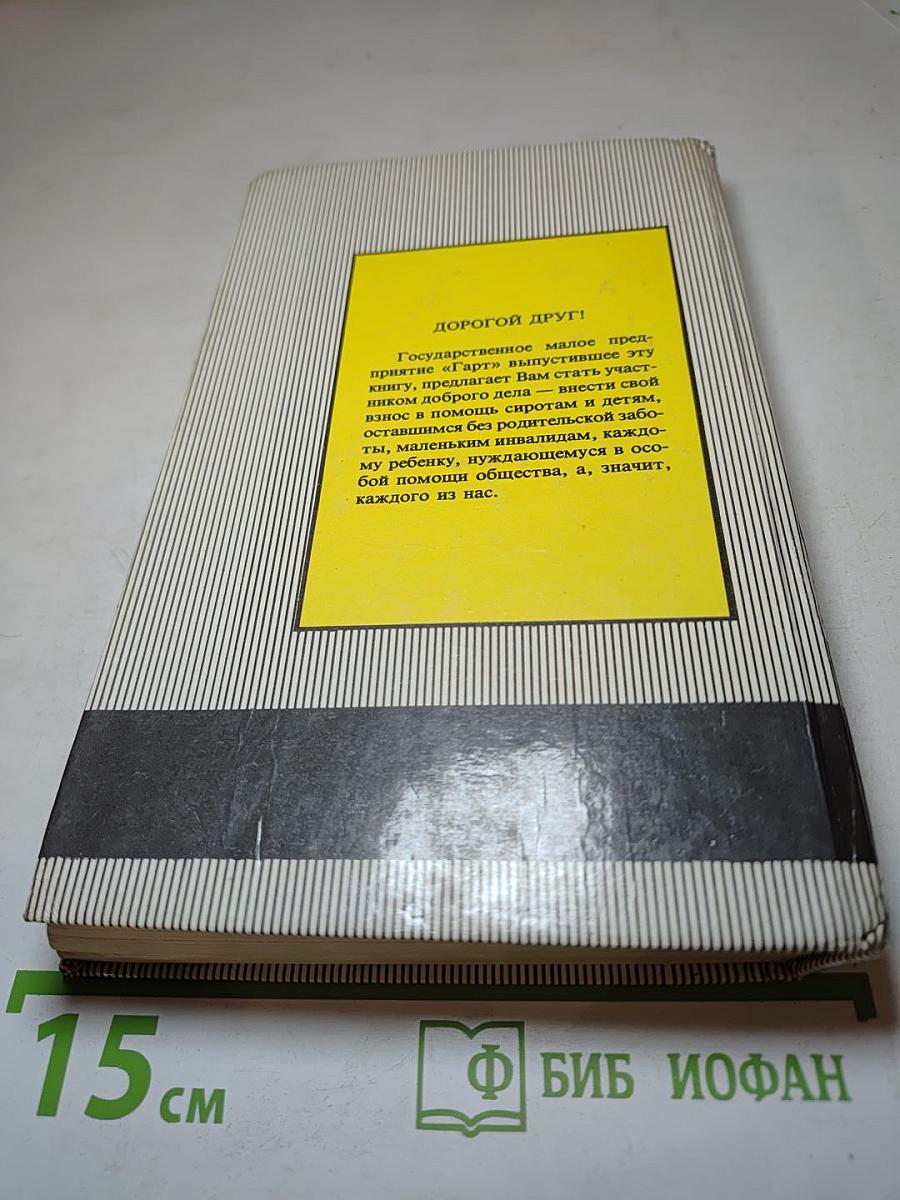 ДОРОГОЙ ДРУГ!
Государственное малое пред-
приятие «Гарт» выпустившее эту
книгу, предлагает Вам стать участ-
ником доброго дела — внести свой
взнос в помощь сиротам и детям,
оставшимся без родительской забо-
ты, маленьким инвалидам, каждо-
му ребенку, нуждающемуся в осо-
бой помощи общества, а, значит,
каждого из нас.
15 см
Ф БИБ ИОФАН